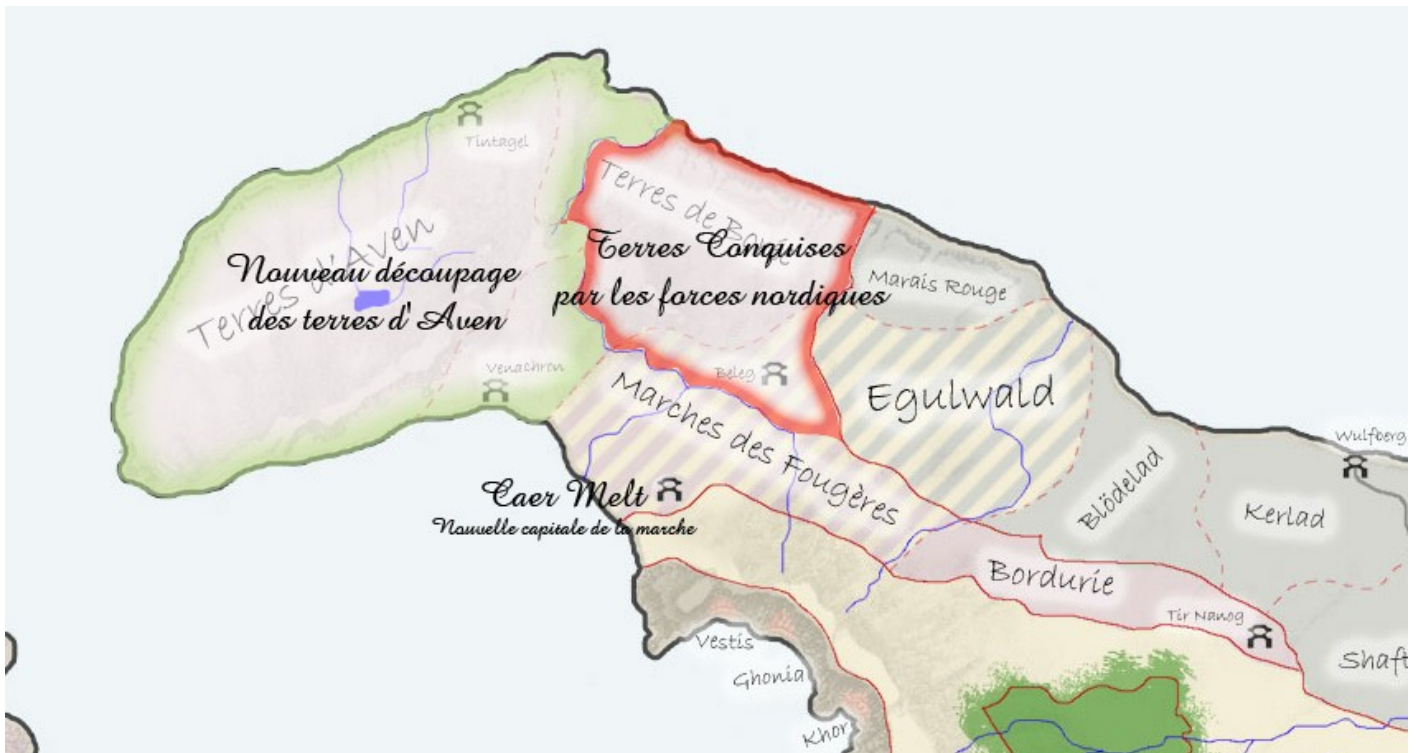 Tintagel
Terres d'Aven
Nouveau découpage
des terres d'Aven
Terres de
Terres Conquises
par les forces nordiques
Marais Rouge
Venachren
Beleg
Egulwald
Marches des Fougères
Wulfberg
Caer Melt
Nouvelle capitale de la marche
Blödelad
Kerlad
Bordurie
Tir Nanog
Vestis
Ghonia
Khor
Shaft